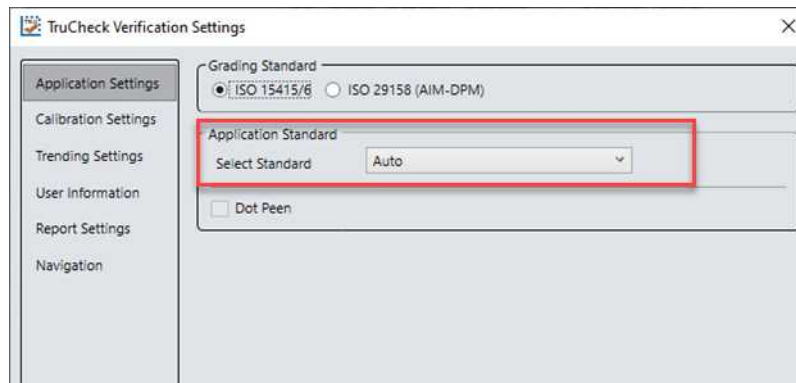 TruCheck Verification Settings
Application Settings
Calibration Settings
Trending Settings
User Information
Report Settings
Navigation
Grading Standard
ISO 15415/6 ISO 29158 (AIM-DPM)
Application Standard
Select Standard Auto
Dot Peen